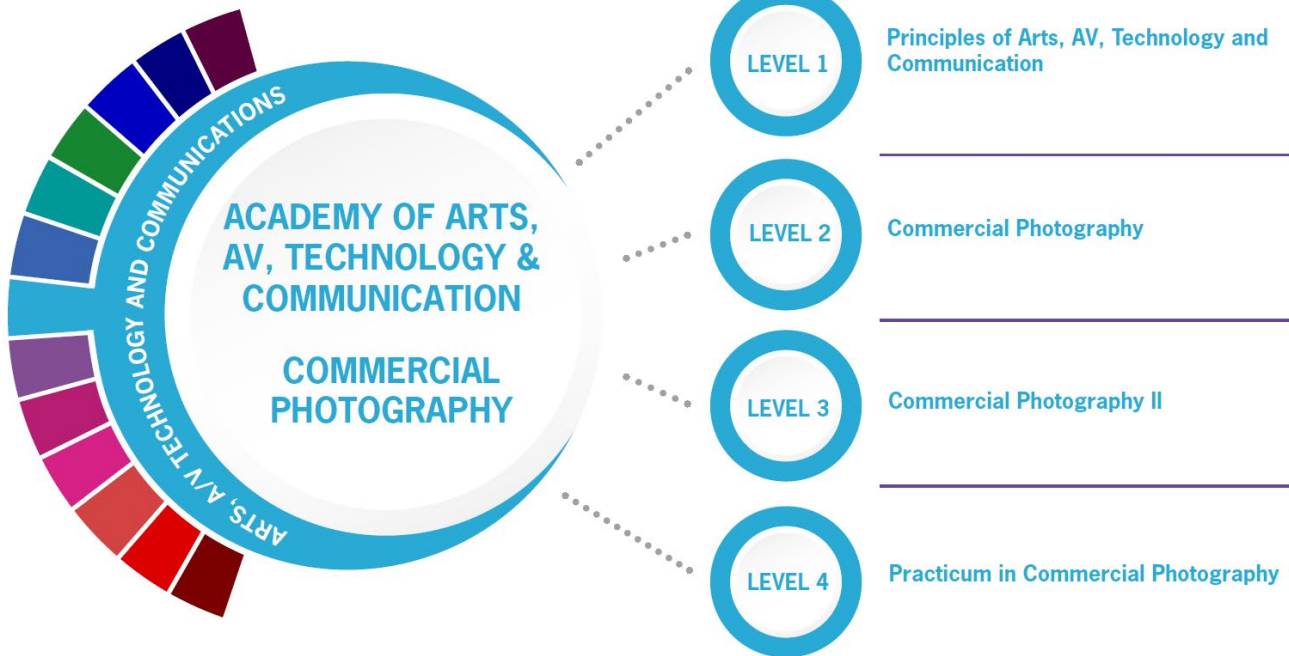 ARTS, A/V TECHNOLOGY AND COMMUNICATIONS
ACADEMY OF ARTS,
AV, TECHNOLOGY &
COMMUNICATION
COMMERCIAL
PHOTOGRAPHY
LEVEL 1
Principles of Arts, AV, Technology and
Communication
LEVEL 2
Commercial Photography
LEVEL 3
Commercial Photography II
LEVEL 4
Practicum in Commercial Photography